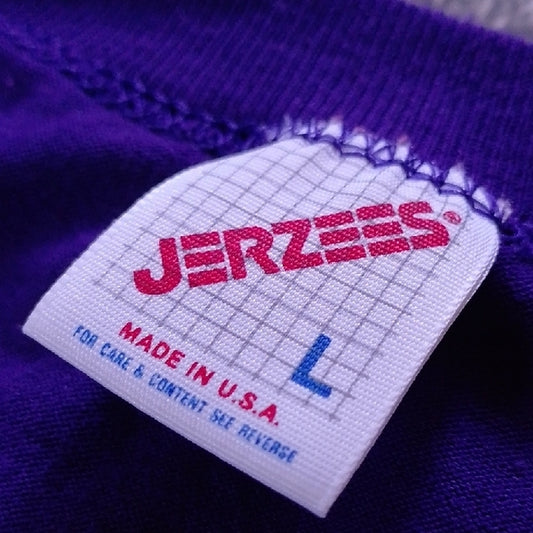 JERZEES®
L
MADE IN U.S.A.
FOR CARE & CONTENT SEE REVERSE